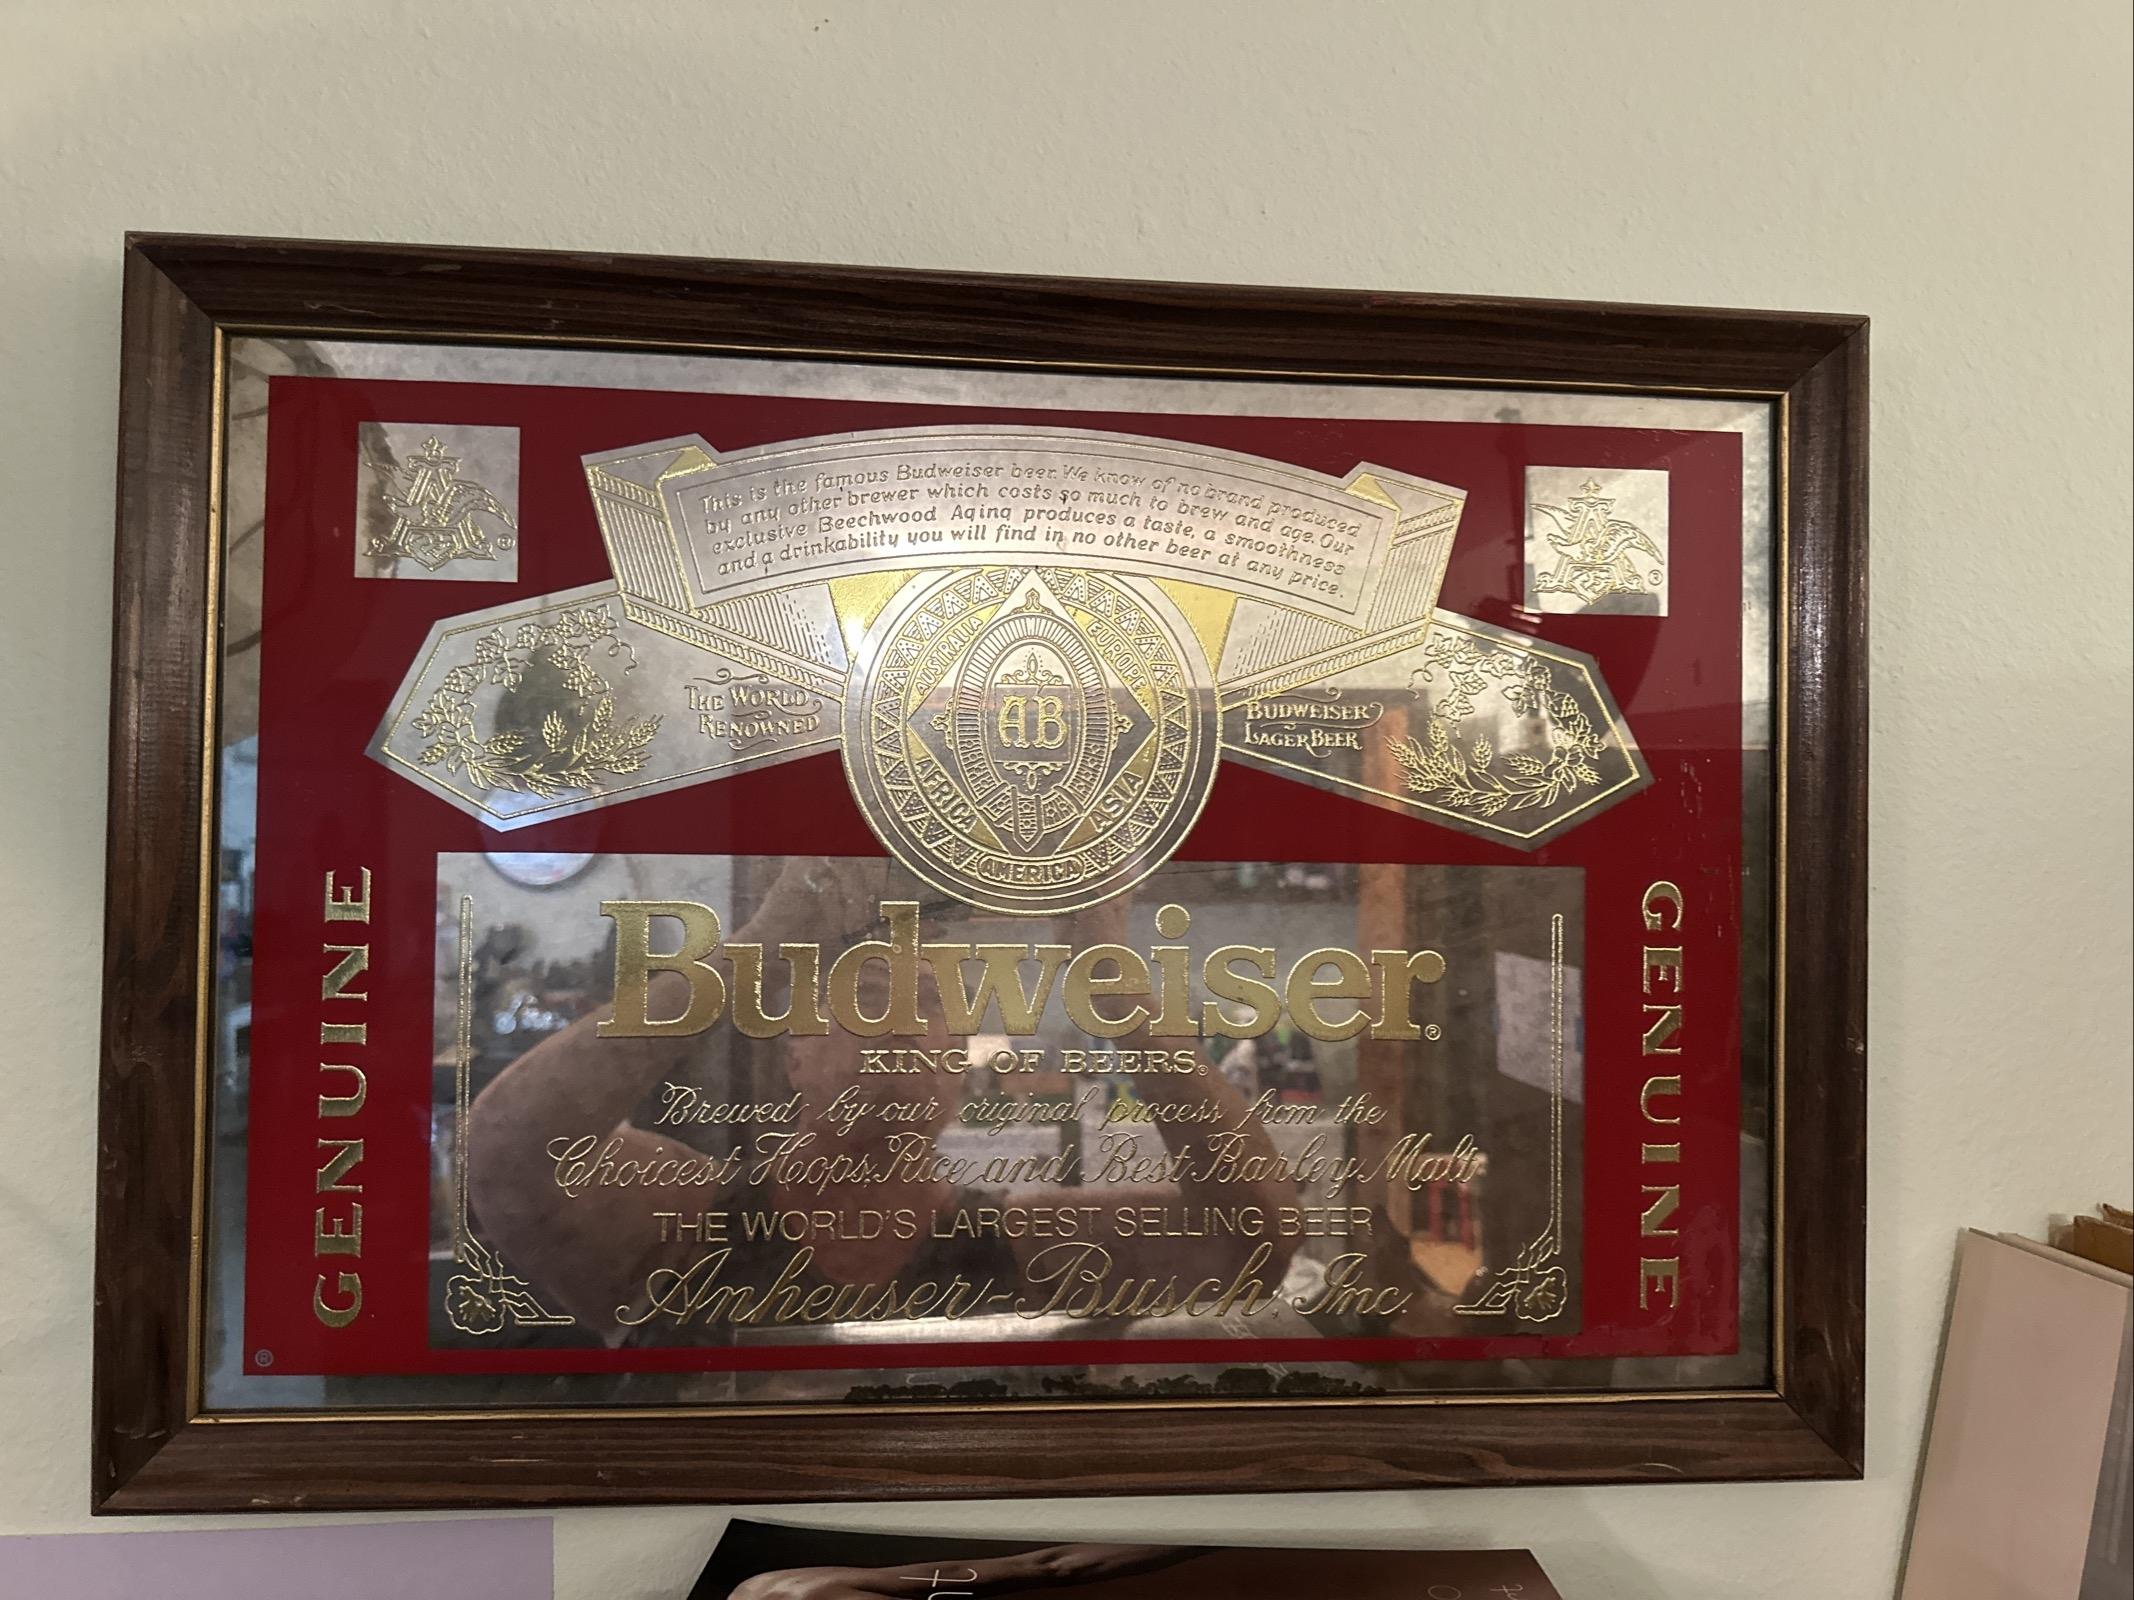 This is the famous Budweiser beer. We know of no brand produced
by any other brewer which costs so much to brew and age. Our
exclusive Beechwood Aging produces a taste, a smoothness
and a drinkability you will find in no other beer at any price.
A
®
A
®
AUSTRALIA
EUROPE
THE WORLD
RENOWNED
AB
BUDWEISER
LAGER BEER
AFRICA
ASIA
AMERICA
GENUINE
GENUINE
Budweiser®
KING OF BEERS®
Brewed by our original process from the
Choicest Hops, Rice and Best Barley Malt
THE WORLD'S LARGEST SELLING BEER
Anheuser-Busch, Inc.
®